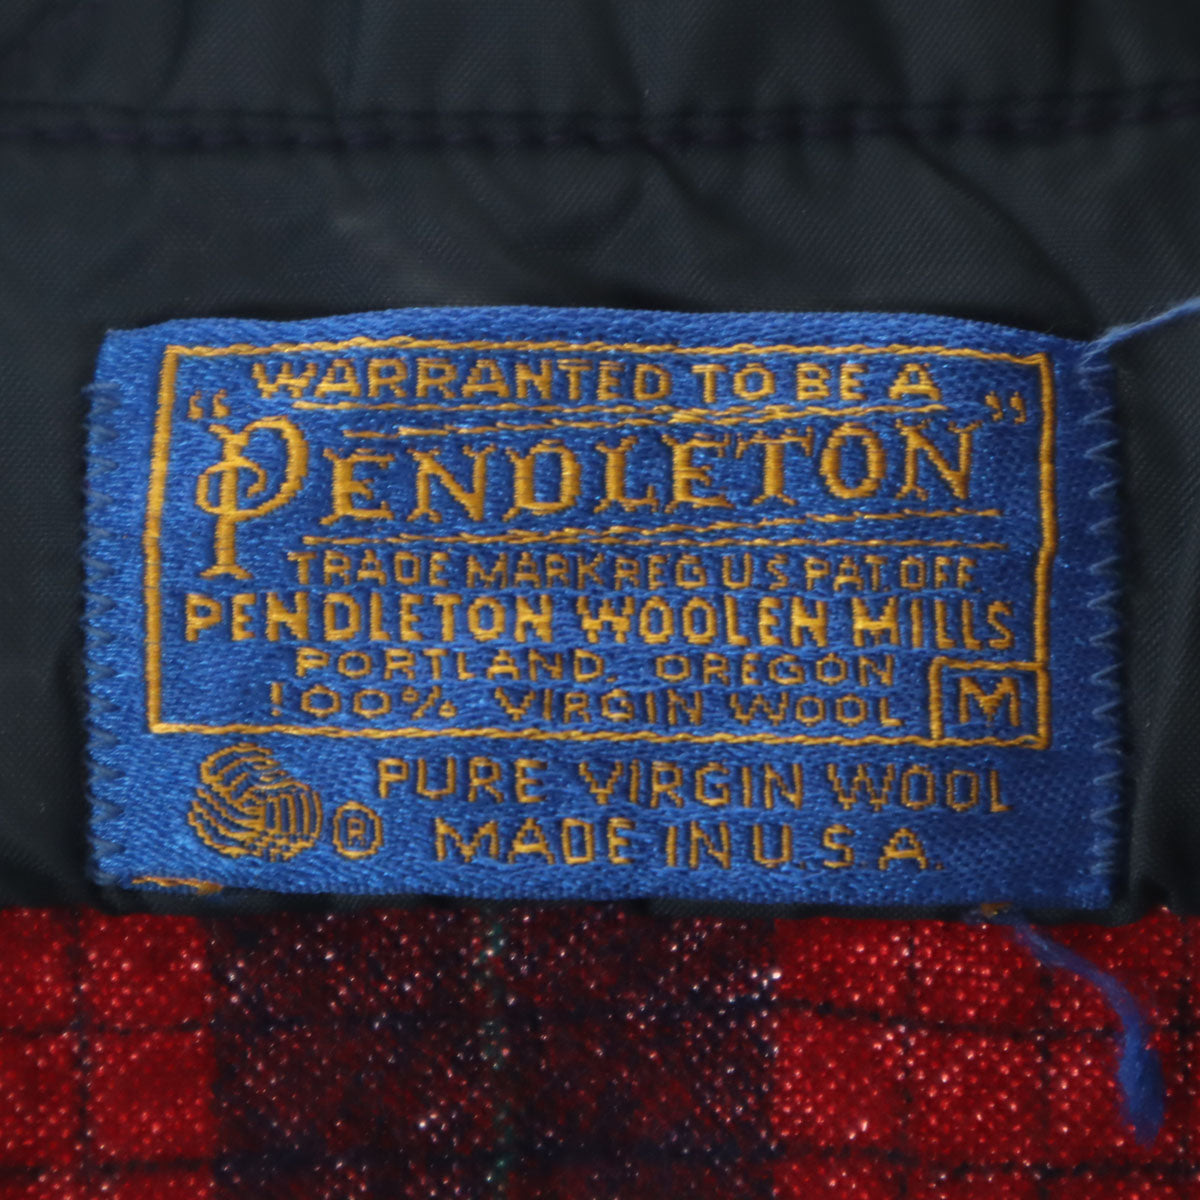 WARRANTED TO BE A
"PENDLETON"
TRADE MARK REG U.S. PAT. OFF.
PENDLETON WOOLEN MILLS
PORTLAND, OREGON
100% VIRGIN WOOL M
PURE VIRGIN WOOL
® MADE IN U.S.A.